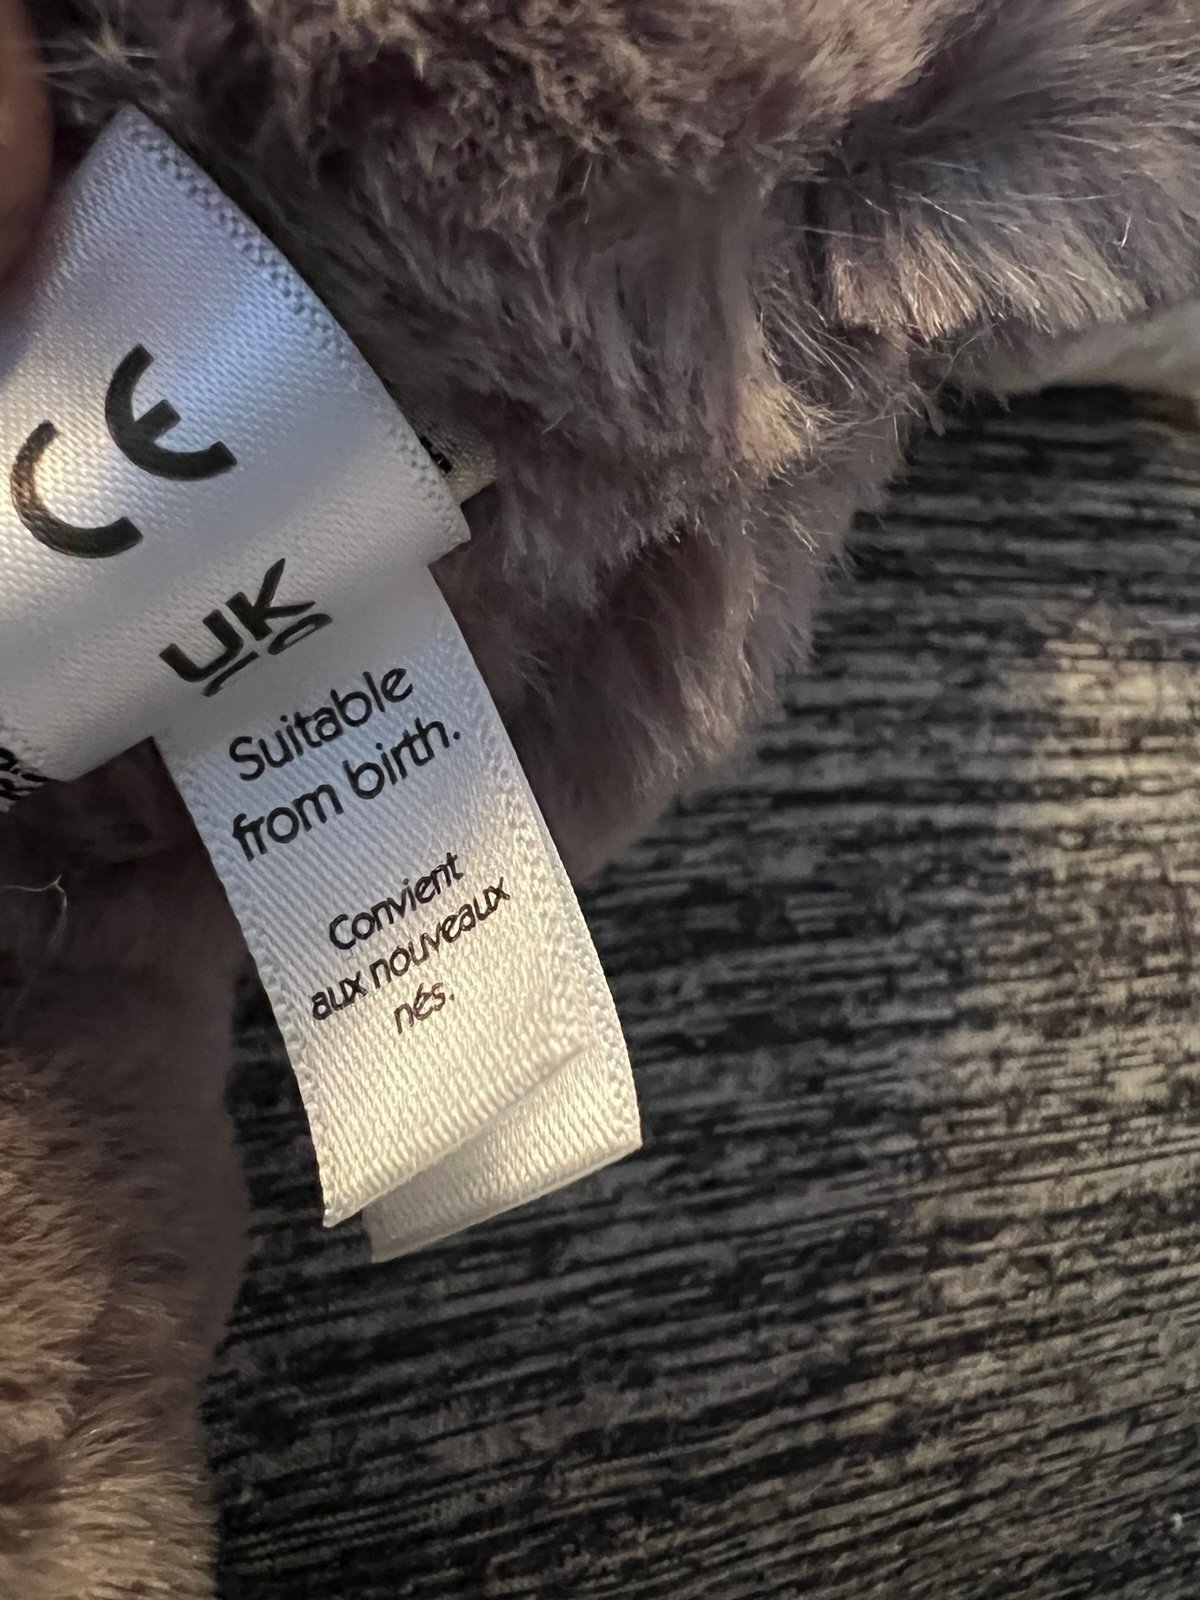 CE
UK
CA
Suitable
from birth.
Convient
aux nouveaux
nés.